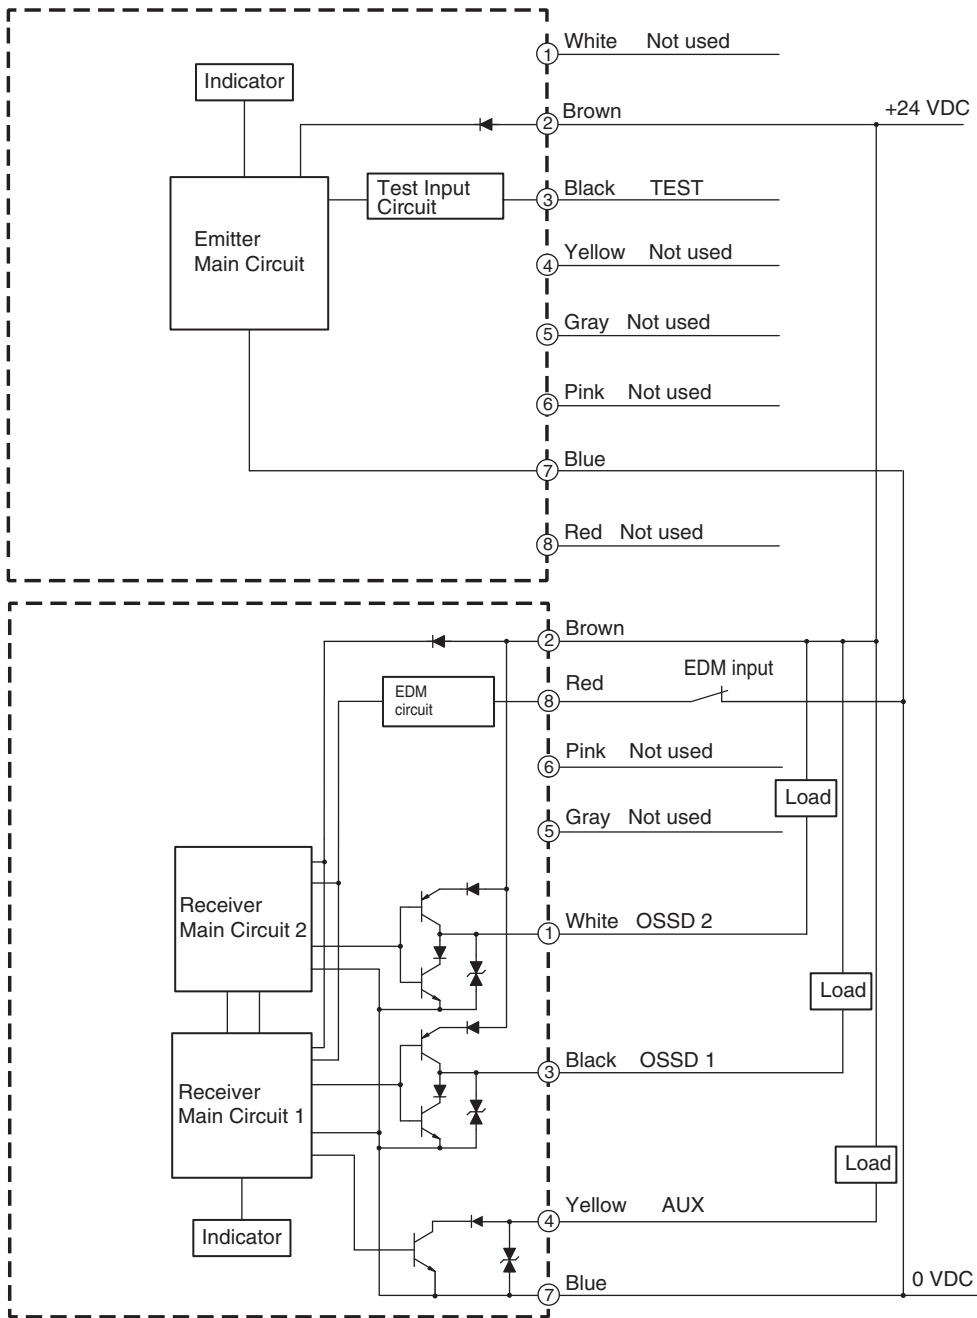 1 White Not used
Indicator
2 Brown +24 VDC
Test Input
Circuit
3 Black TEST
Emitter
Main Circuit
4 Yellow Not used
5 Gray Not used
6 Pink Not used
7 Blue
8 Red Not used
2 Brown
EDM
circuit
8 Red EDM input
6 Pink Not used
Load
5 Gray Not used
Receiver
Main Circuit 2
1 White OSSD 2
Load
Receiver
Main Circuit 1
3 Black OSSD 1
Load
4 Yellow AUX
Indicator
7 Blue 0 VDC